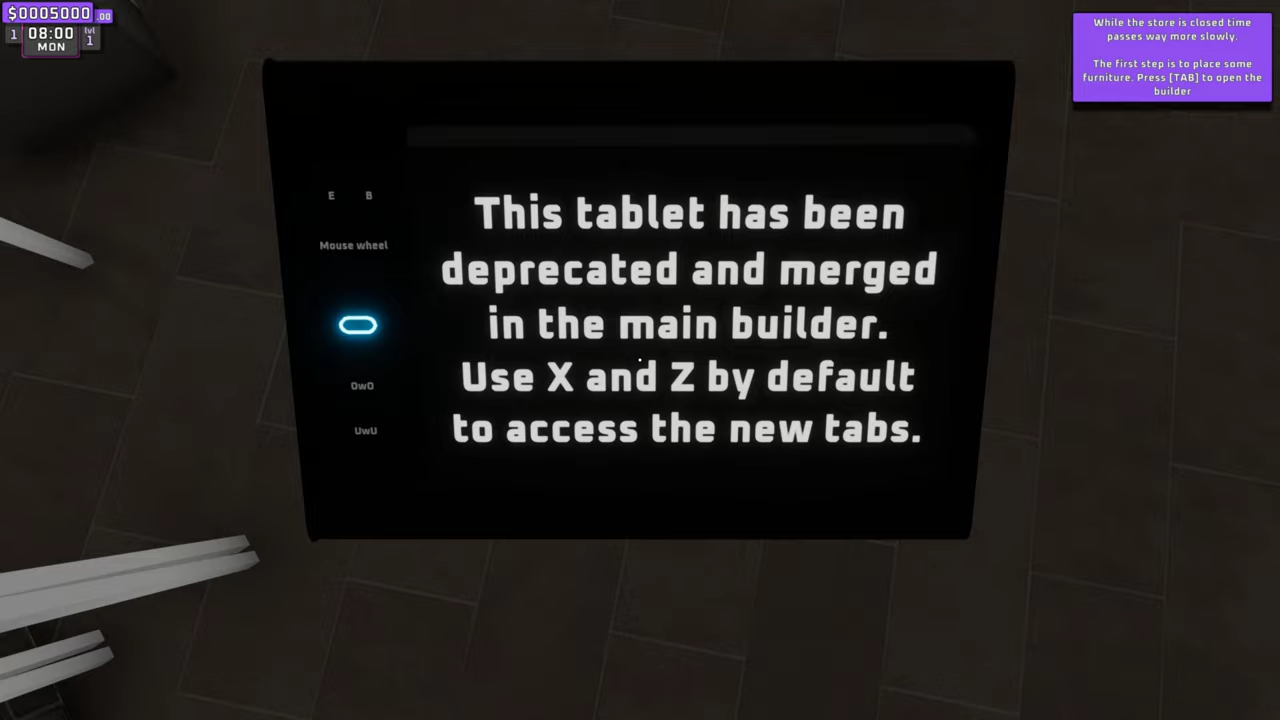 $0005000.00
1 08:00 lvl
MON 1
While the store is closed time
passes way more slowly.
The first step is to place some
furniture. Press [TAB] to open the
builder
E B
Mouse wheel
OwO
UwU
This tablet has been
deprecated and merged
in the main builder.
Use X and Z by default
to access the new tabs.